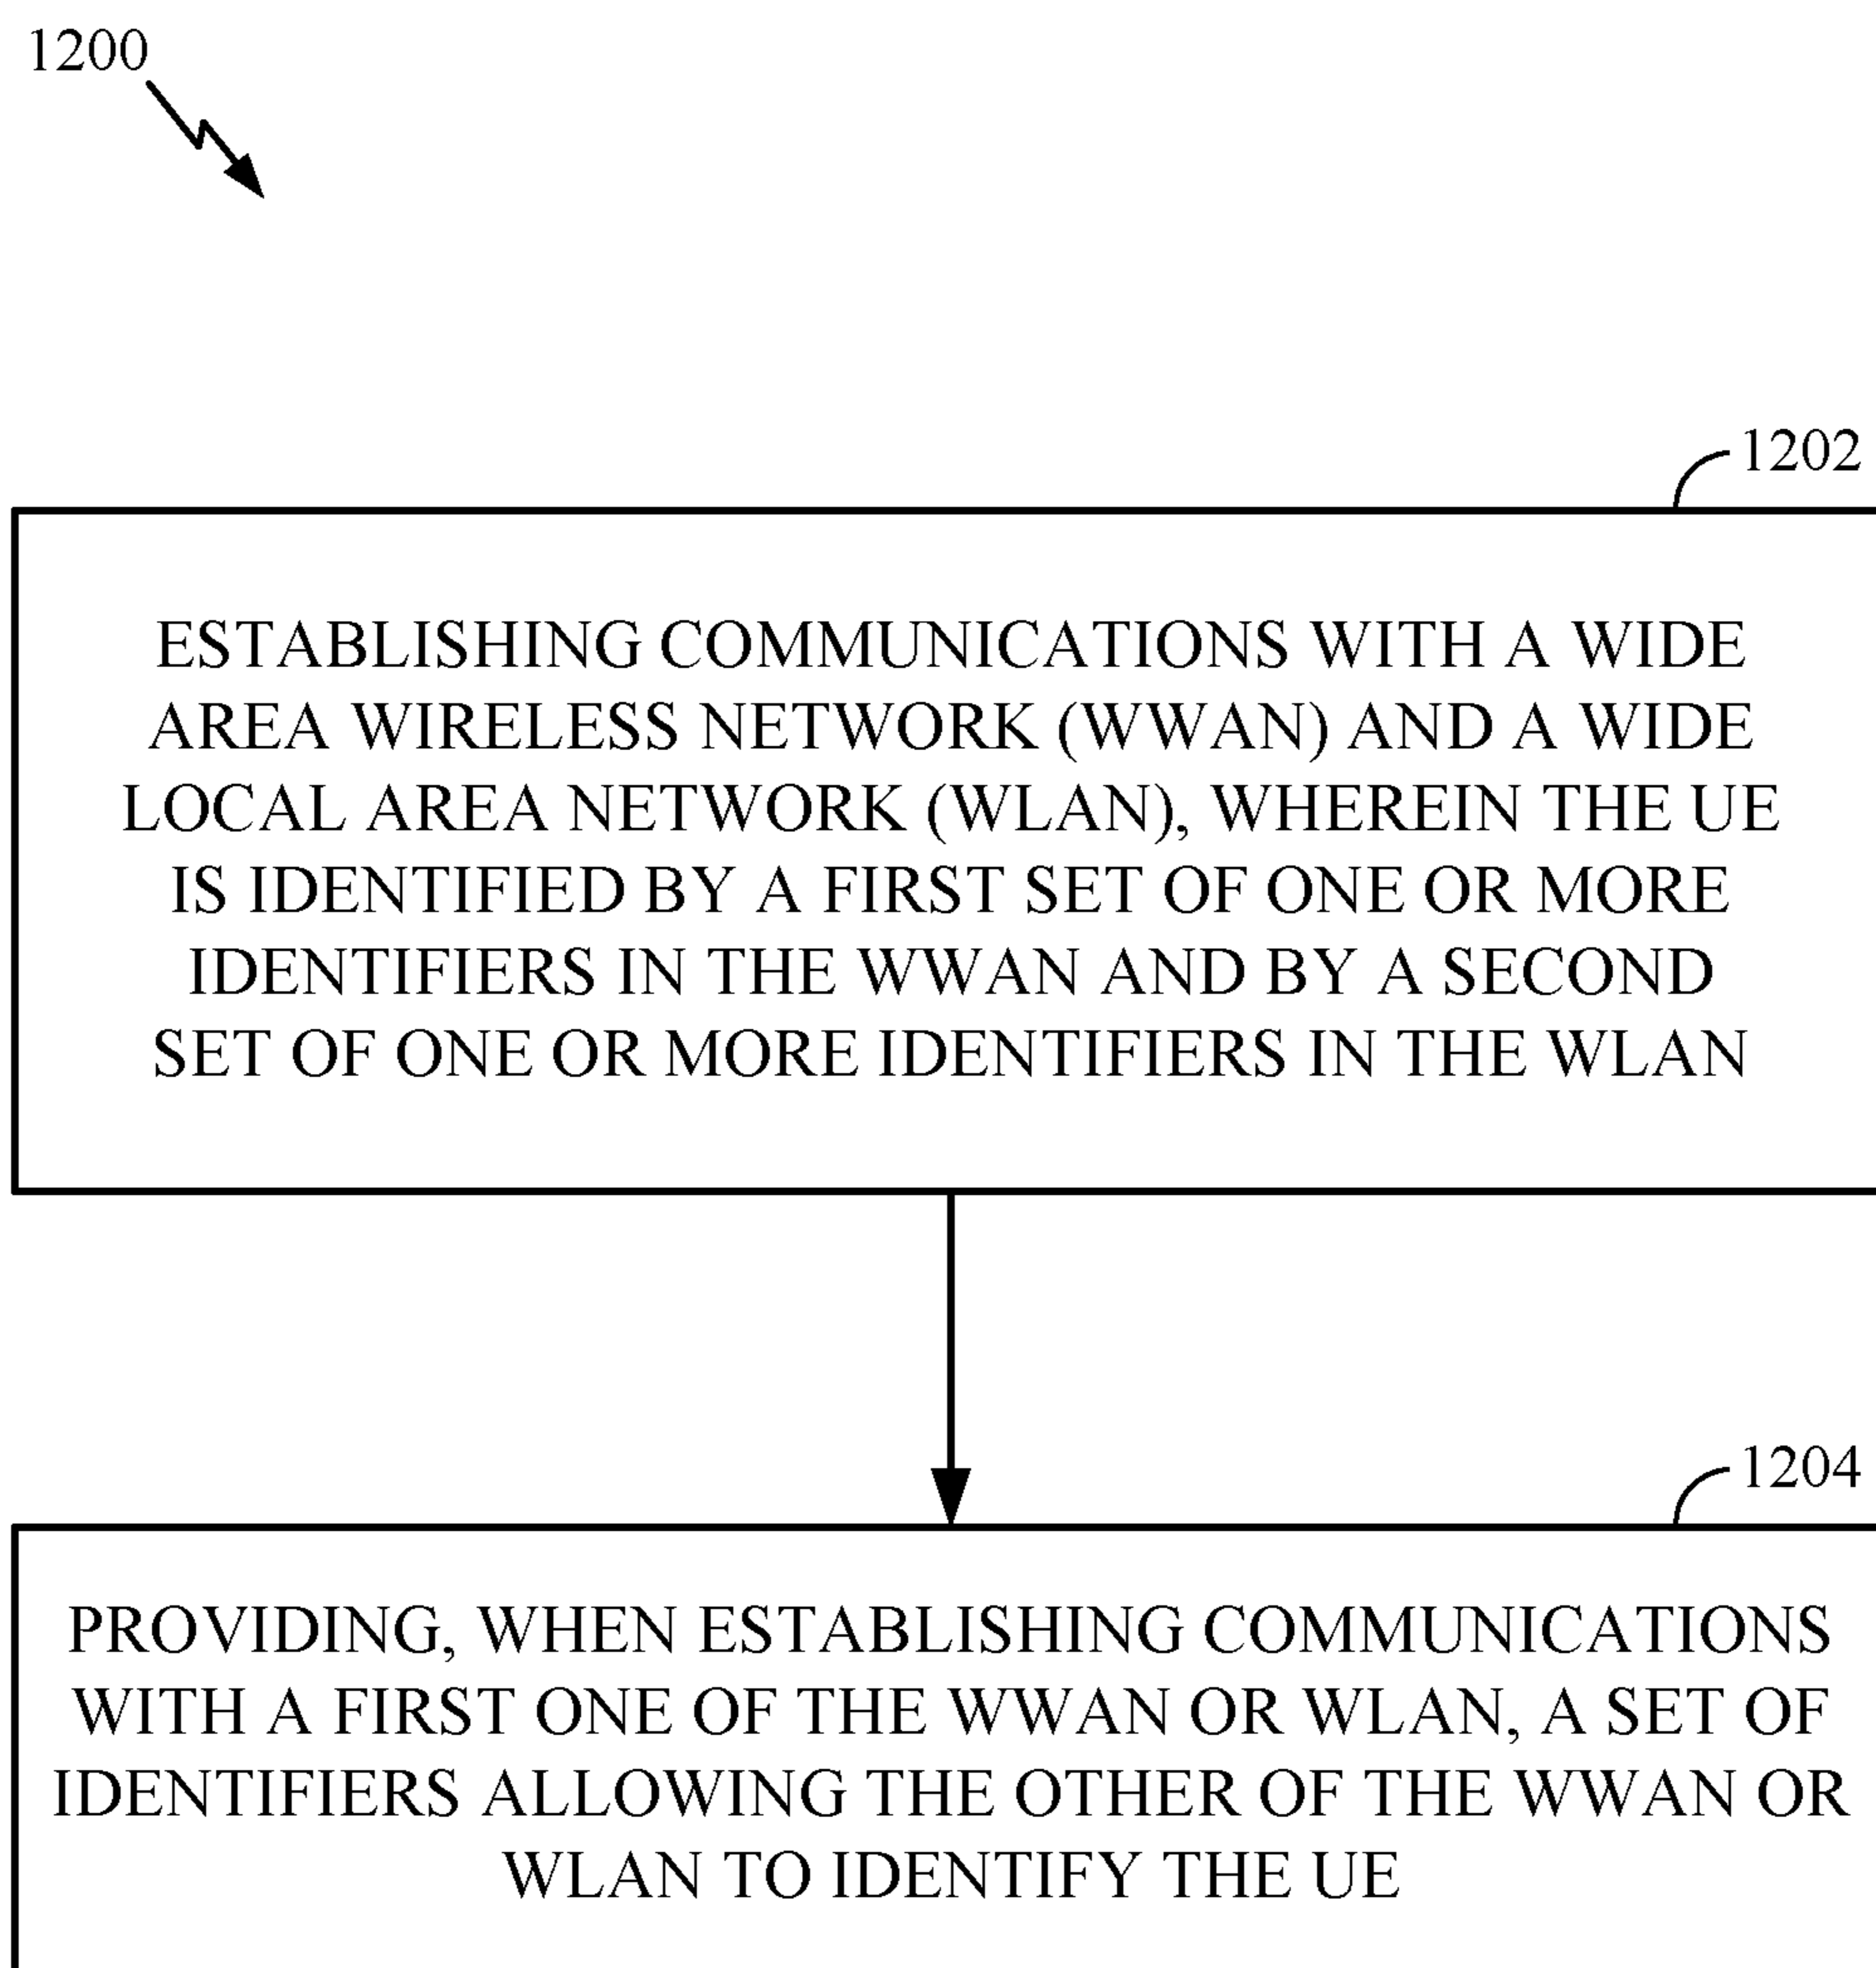 1200
1202
ESTABLISHING COMMUNICATIONS WITH A WIDE
AREA WIRELESS NETWORK (WWAN) AND A WIDE
LOCAL AREA NETWORK (WLAN), WHEREIN THE UE
IS IDENTIFIED BY A FIRST SET OF ONE OR MORE
IDENTIFIERS IN THE WWAN AND BY A SECOND
SET OF ONE OR MORE IDENTIFIERS IN THE WLAN
1204
PROVIDING, WHEN ESTABLISHING COMMUNICATIONS
WITH A FIRST ONE OF THE WWAN OR WLAN, A SET OF
IDENTIFIERS ALLOWING THE OTHER OF THE WWAN OR
WLAN TO IDENTIFY THE UE